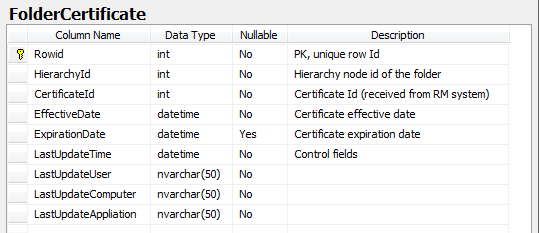 FolderCertificate
Column Name Data Type Nullable Description
Rowid int No PK, unique row Id
HierarchyId int No Hierarchy node id of the folder
CertificateId int No Certificate Id (received from RM system)
EffectiveDate datetime No Certificate effective date
ExpirationDate datetime Yes Certificate expiration date
LastUpdateTime datetime No Control fields
LastUpdateUser nvarchar(50) No
LastUpdateComputer nvarchar(50) No
LastUpdateAppliation nvarchar(50) No